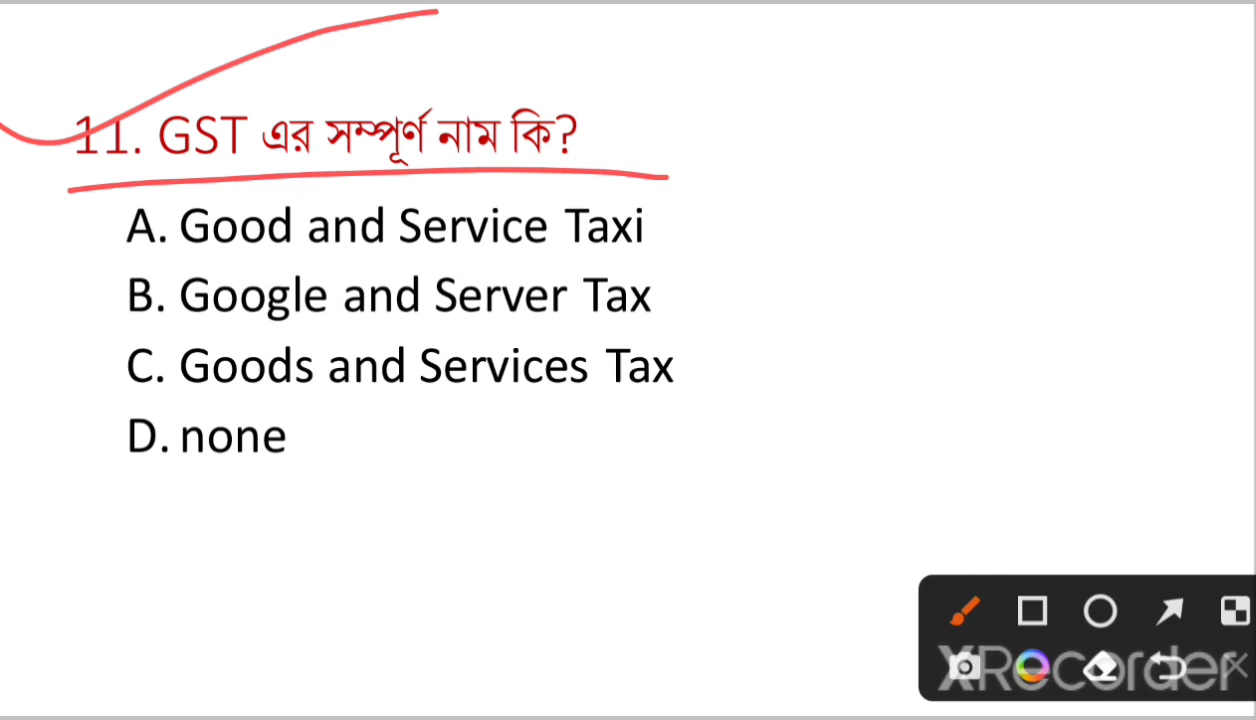 11. GST এর সম্পূর্ণ নাম কি?
A. Good and Service Taxi
B. Google and Server Tax
C. Goods and Services Tax
D. none
XRecorder